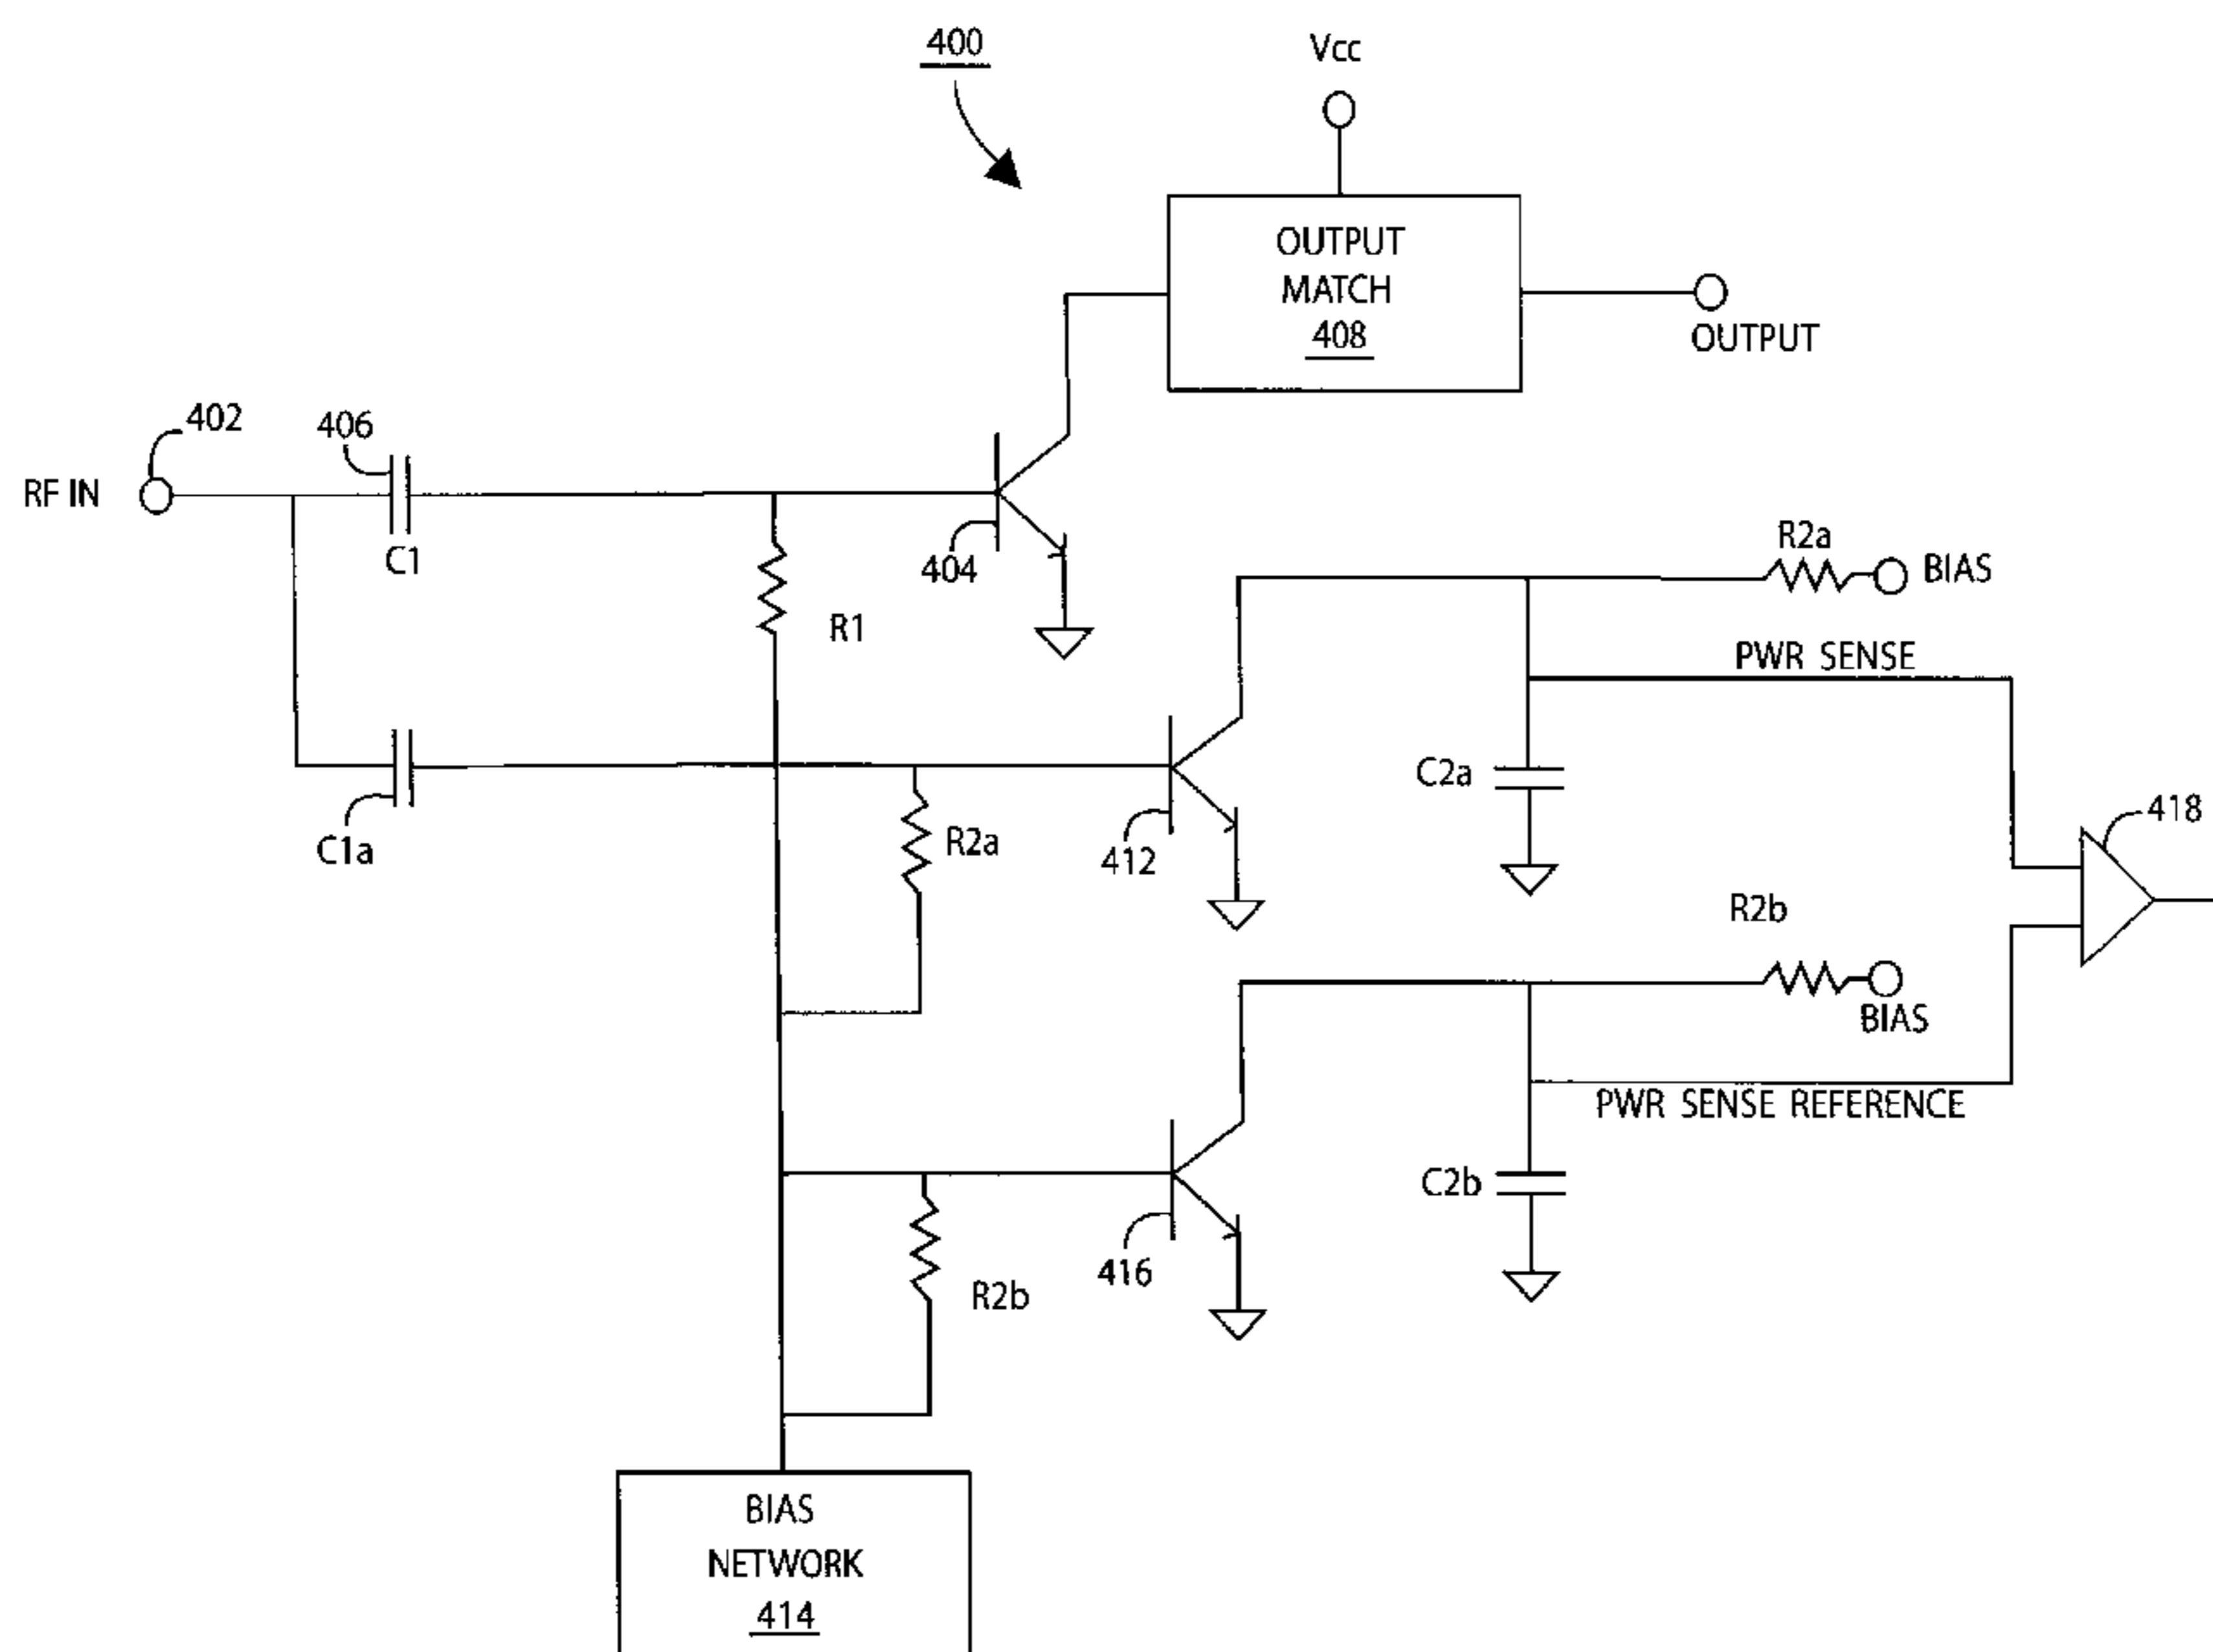 400
Vcc
OUTPUT
MATCH
408
OUTPUT
402
406
RF IN
C1
404
R1
R2a
BIAS
PWR SENSE
C1a
R2a
412
C2a
418
R2b
BIAS
PWR SENSE REFERENCE
R2b
416
C2b
BIAS
NETWORK
414